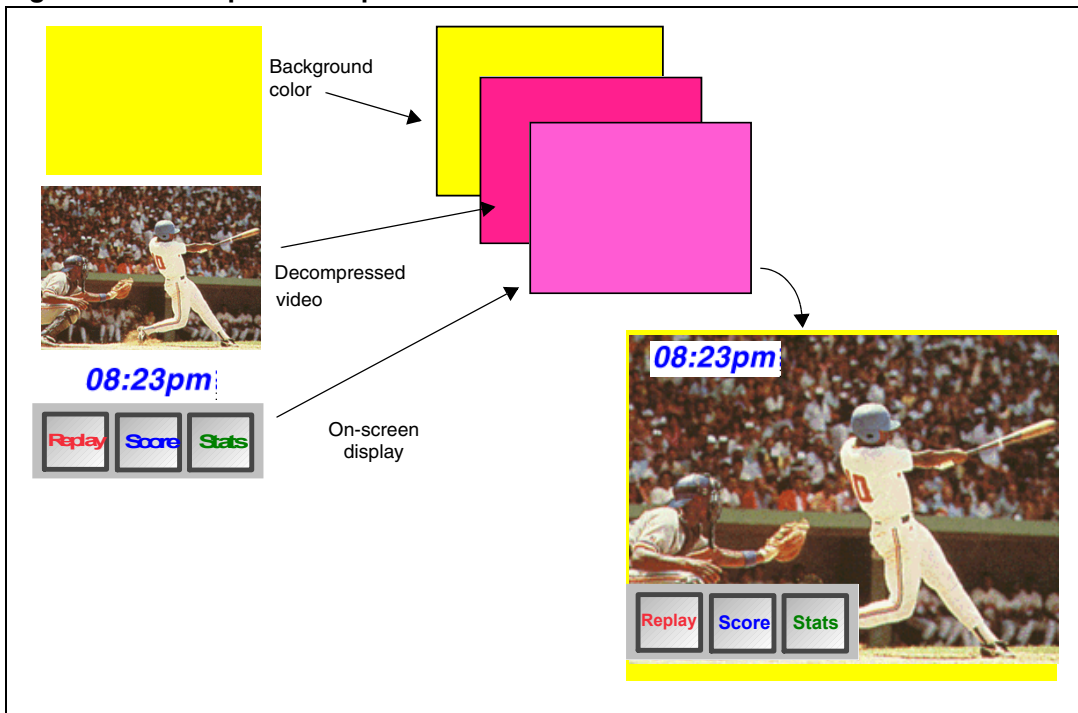 Background
color
Decompressed
video
08:23pm
Replay Score Stats
On-screen
display
08:23pm
Replay Score Stats